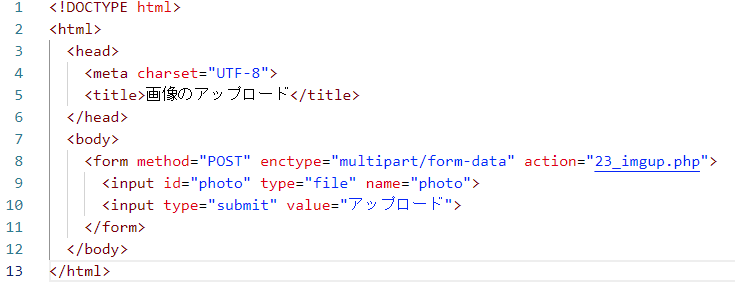 1 <!DOCTYPE html>
2 <html>
3 <head>
4 <meta charset="UTF-8">
5 <title>画像のアップロード</title>
6 </head>
7 <body>
8 <form method="POST" enctype="multipart/form-data" action="23_imgup.php">
9 <input id="photo" type="file" name="photo">
10 <input type="submit" value="アップロード">
11 </form>
12 </body>
13 </html>